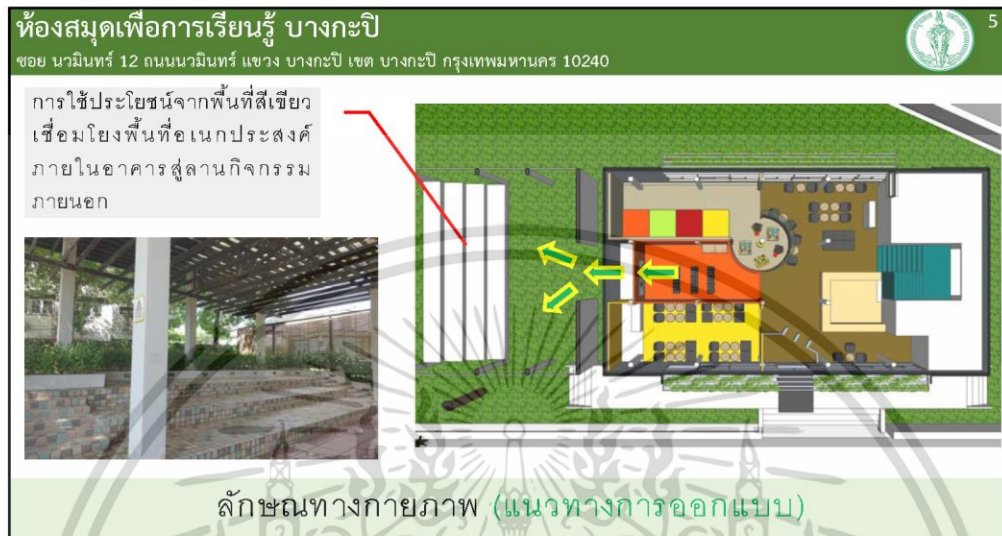 ห้องสมุดเพื่อการเรียนรู้ บางกะปิ
5
ซอย นวมินทร์ 12 ถนนนวมินทร์ แขวง บางกะปิ เขต บางกะปิ กรุงเทพมหานคร 10240
การใช้ประโยชน์จากพื้นที่สีเขียว
เชื่อมโยงพื้นที่อเนกประสงค์
ภายในอาคารสู่ลานกิจกรรม
ภายนอก
ลักษณทางกายภาพ (แนวทางการออกแบบ)